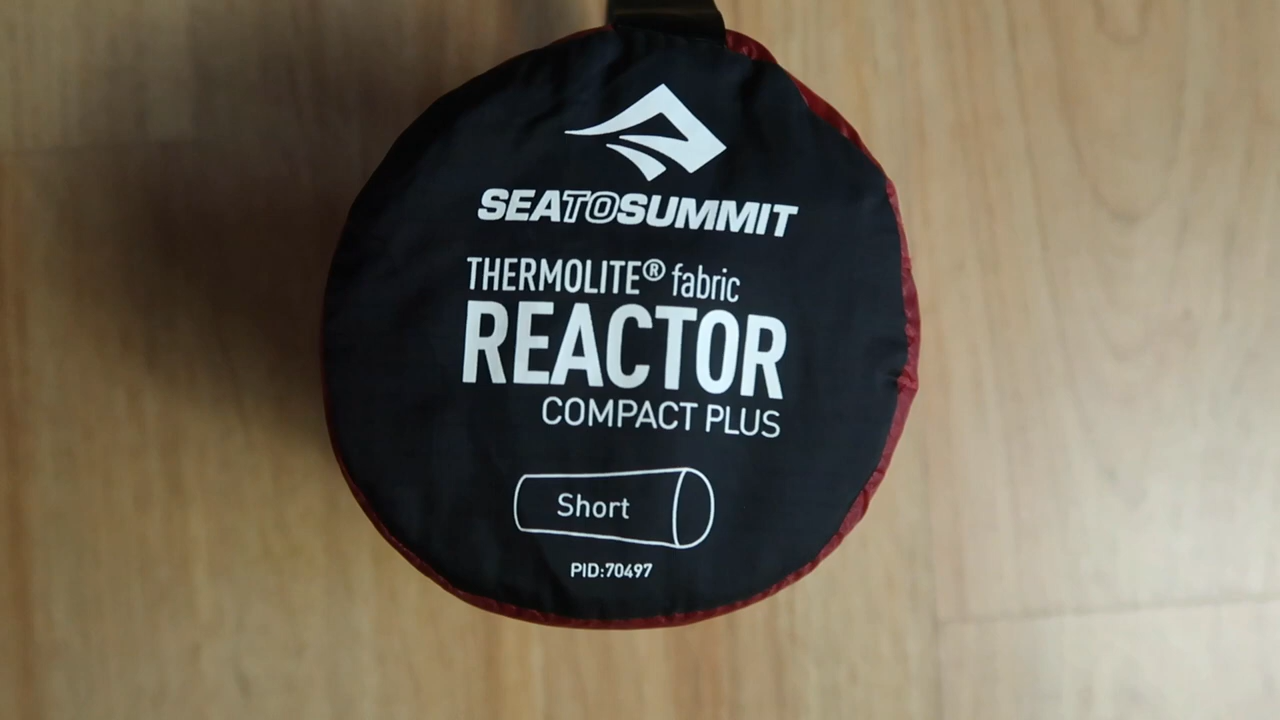 SEATOSUMMIT
THERMOLITE® fabric
REACTOR
COMPACT PLUS
Short
PID:70497